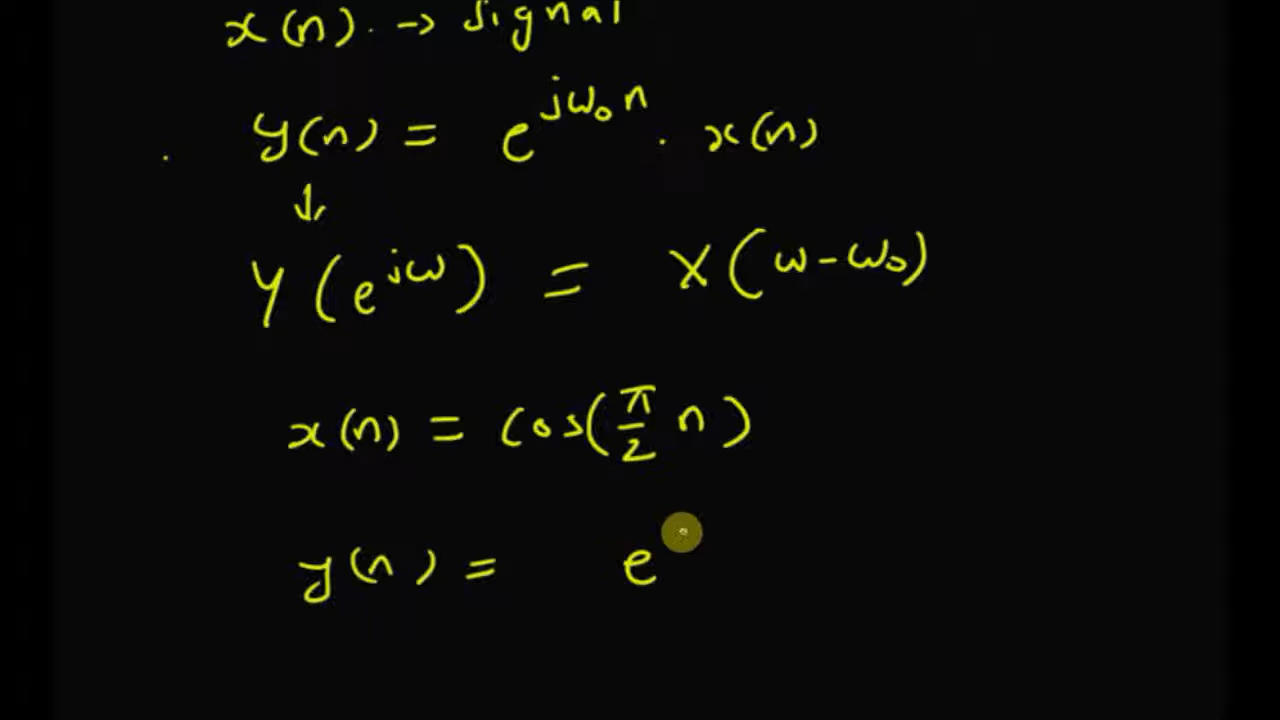 x(n). → signal
y(n) = e^{jω₀n} . x(n)
↓
Y(e^{jω}) = X(ω-ω₀)
x(n) = cos(π/2 n)
y(n) = e